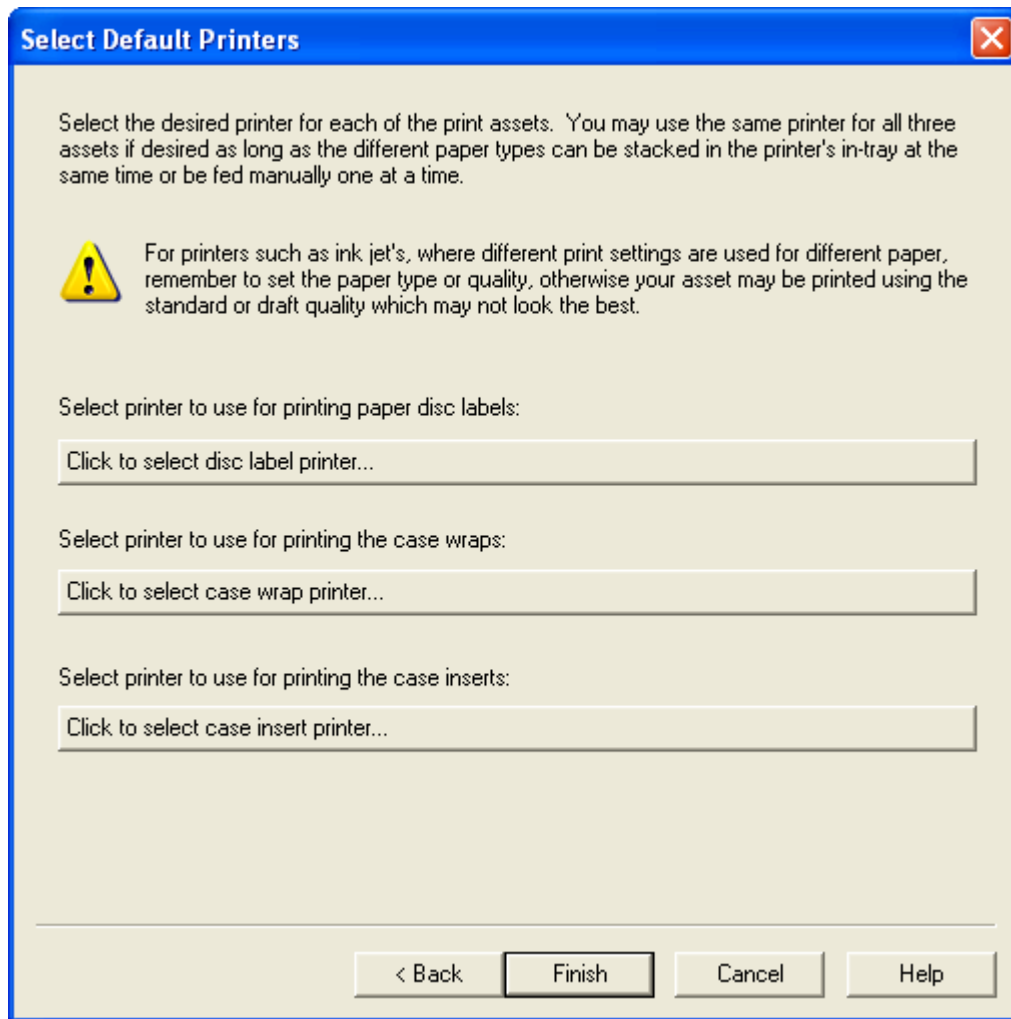 Select Default Printers
Select the desired printer for each of the print assets.  You may use the same printer for all three
assets if desired as long as the different paper types can be stacked in the printer's in-tray at the
same time or be fed manually one at a time.
For printers such as ink jet's, where different print settings are used for different paper,
remember to set the paper type or quality, otherwise your asset may be printed using the
standard or draft quality which may not look the best.
Select printer to use for printing paper disc labels:
Click to select disc label printer...
Select printer to use for printing the case wraps:
Click to select case wrap printer...
Select printer to use for printing the case inserts:
Click to select case insert printer...
< Back
Finish
Cancel
Help